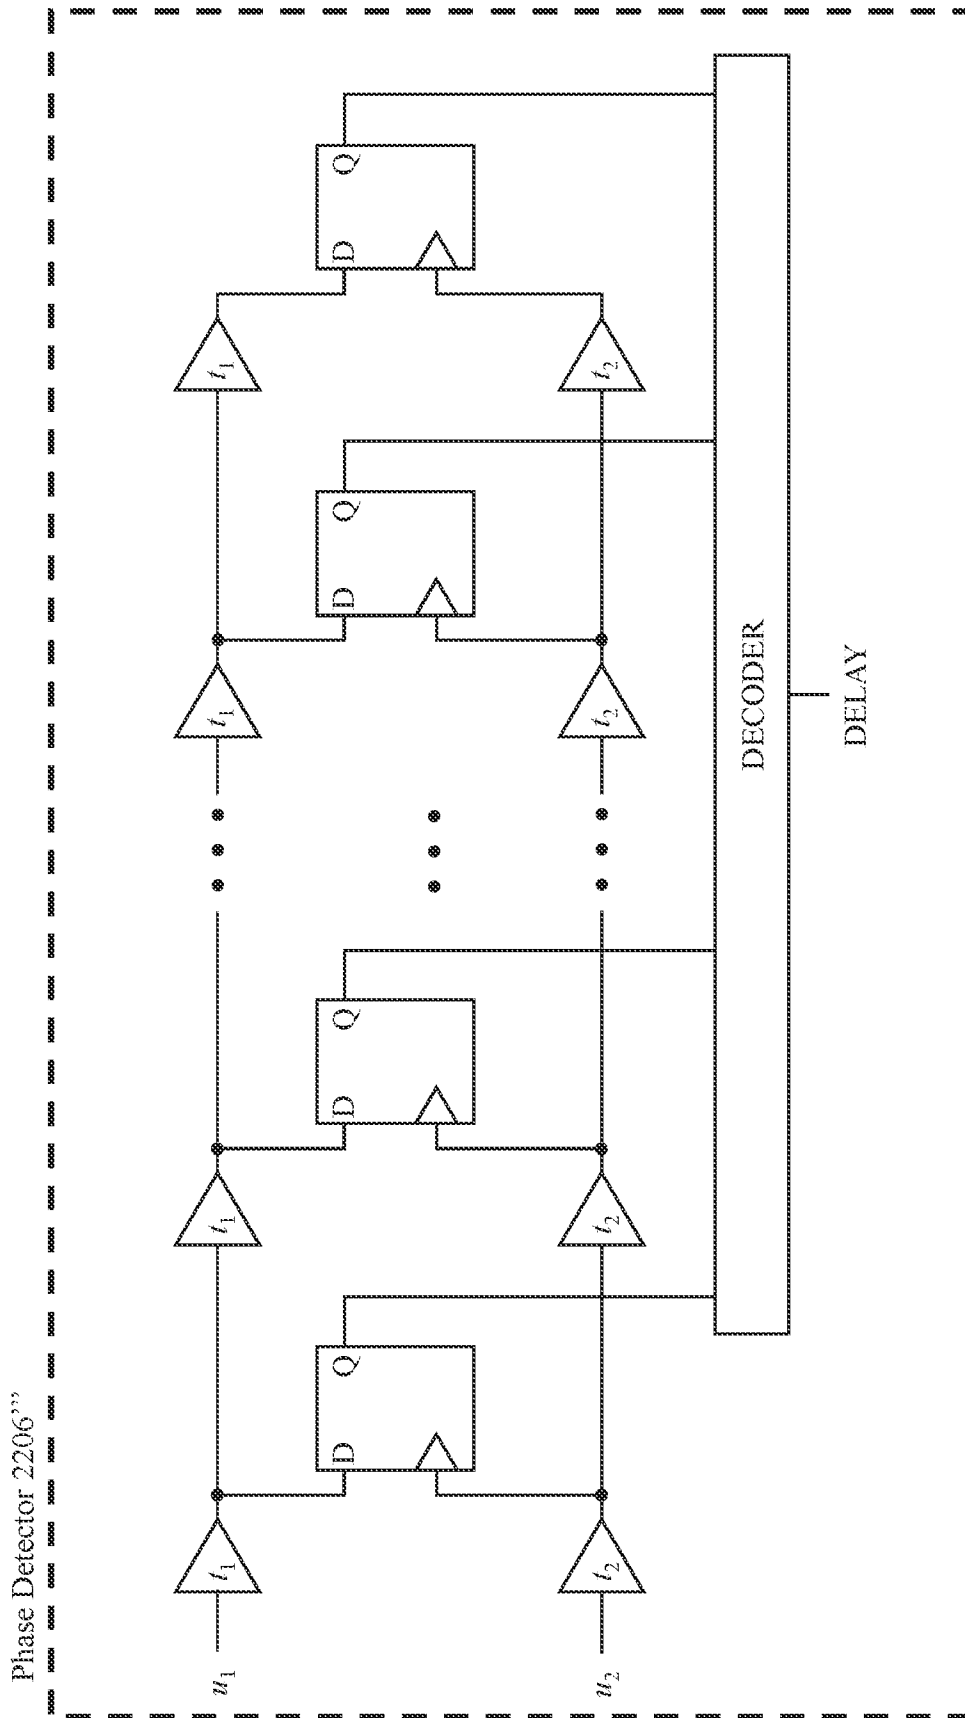 Phase Detector 2206'''
u1
t1
t1
t1
t1
D
Q
D
Q
D
Q
D
Q
u2
t2
t2
t2
t2
DECODER
DELAY